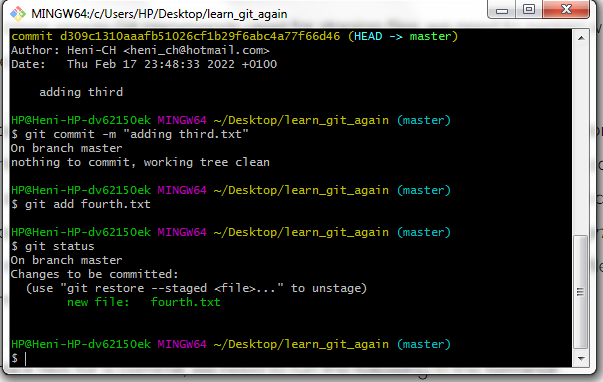 MINGW64:/c/Users/HP/Desktop/learn_git_again
commit d309c1310aaafb51026cf1b29f6abc4a77f66d46 (HEAD -> master)
Author: Heni-CH <heni_ch@hotmail.com>
Date:   Thu Feb 17 23:48:33 2022 +0100
    adding third
HP@Heni-HP-dv6215Oek MINGW64 ~/Desktop/learn_git_again (master)
$ git commit -m "adding third.txt"
On branch master
nothing to commit, working tree clean
HP@Heni-HP-dv6215Oek MINGW64 ~/Desktop/learn_git_again (master)
$ git add fourth.txt
HP@Heni-HP-dv6215Oek MINGW64 ~/Desktop/learn_git_again (master)
$ git status
On branch master
Changes to be committed:
  (use "git restore --staged <file>..." to unstage)
        new file:   fourth.txt
HP@Heni-HP-dv6215Oek MINGW64 ~/Desktop/learn_git_again (master)
$